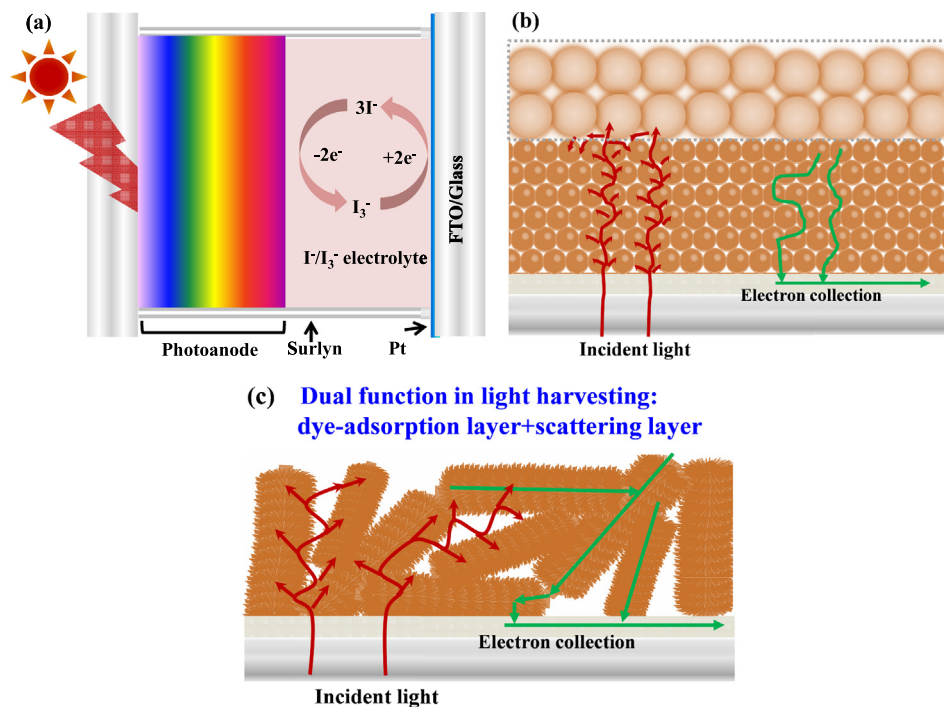 (a)
3I⁻
-2e⁻
+2e⁻
I₃⁻
I⁻/I₃⁻ electrolyte
FTO/Glass
Photoanode
Surlyn
Pt
(b)
Electron collection
Incident light
(c) Dual function in light harvesting:
dye-adsorption layer+scattering layer
Electron collection
Incident light